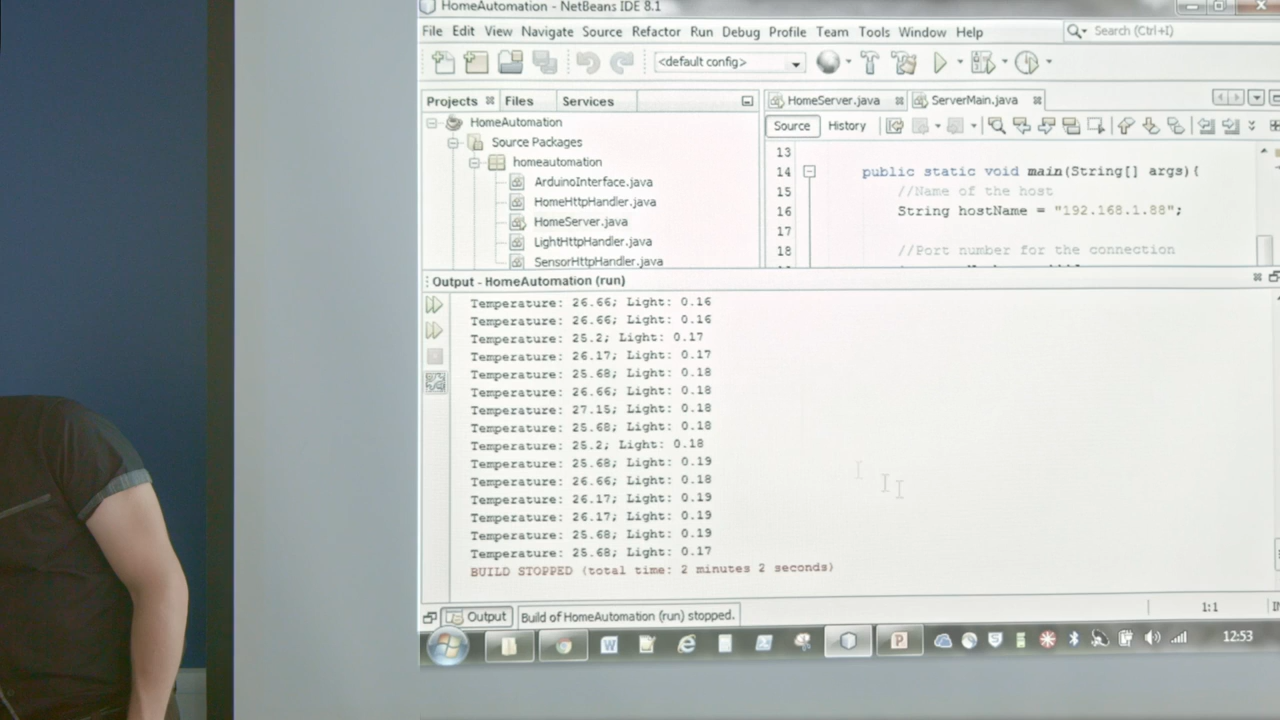 HomeAutomation - NetBeans IDE 8.1
File Edit View Navigate Source Refactor Run Debug Profile Team Tools Window Help
Search (Ctrl+I)
<default config>
Projects Files Services
HomeServer.java ServerMain.java
HomeAutomation
Source Packages
homeautomation
ArduinoInterface.java
HomeHttpHandler.java
HomeServer.java
LightHttpHandler.java
SensorHttpHandler.java
Source History
13
14 public static void main(String[] args){
15 //Name of the host
16 String hostName = "192.168.1.88";
17
18 //Port number for the connection
Output - HomeAutomation (run)
Temperature: 26.66; Light: 0.16
Temperature: 26.66; Light: 0.16
Temperature: 25.2; Light: 0.17
Temperature: 26.17; Light: 0.17
Temperature: 25.68; Light: 0.18
Temperature: 26.66; Light: 0.18
Temperature: 27.15; Light: 0.18
Temperature: 25.68; Light: 0.18
Temperature: 25.2; Light: 0.18
Temperature: 25.68; Light: 0.19
Temperature: 26.66; Light: 0.18
Temperature: 26.17; Light: 0.19
Temperature: 26.17; Light: 0.19
Temperature: 25.68; Light: 0.19
Temperature: 25.68; Light: 0.17
BUILD STOPPED (total time: 2 minutes 2 seconds)
Output Build of HomeAutomation (run) stopped.
1:1
12:53